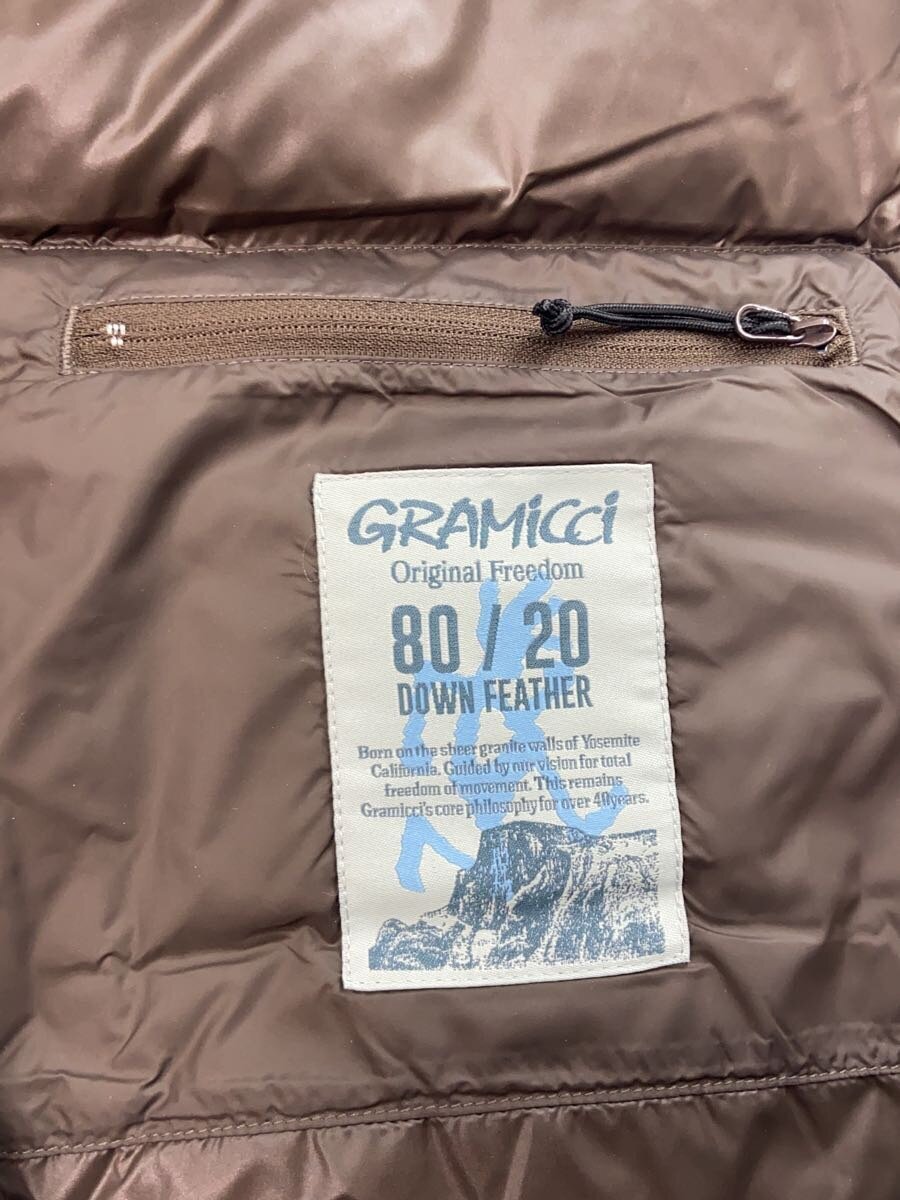 GRAMiCCi
Original Freedom
80 / 20
DOWN FEATHER
Born on the sheer granite walls of Yosemite
California. Guided by our vision for total
freedom of movement. This remains
Gramicci's core philosophy for over 40years.